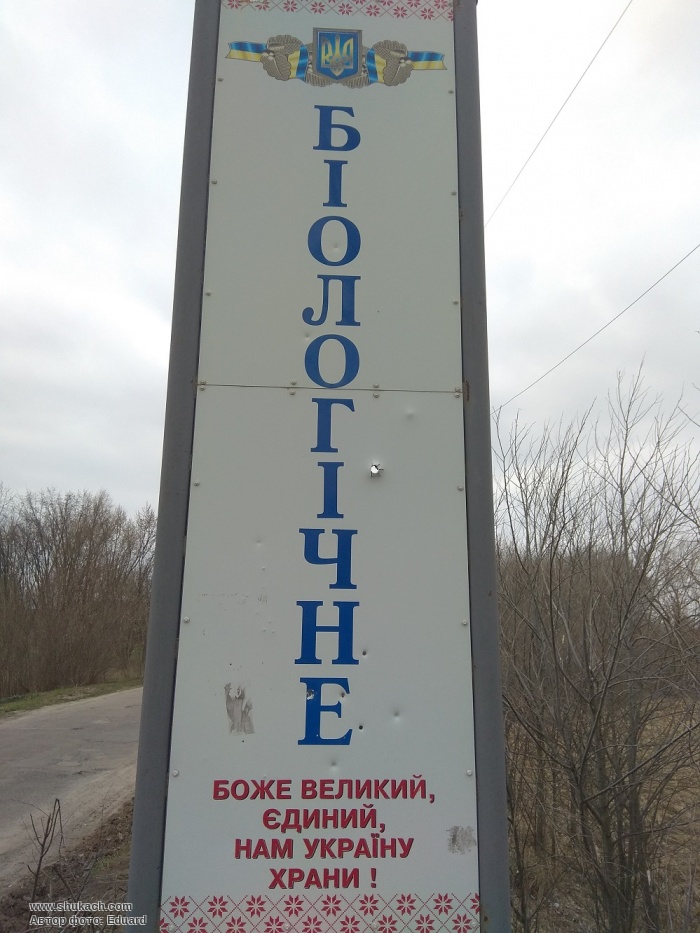 БІОЛОГІЧНЕ
БОЖЕ ВЕЛИКИЙ,
ЄДИНИЙ,
НАМ УКРАЇНУ
ХРАНИ !
www.shukach.com
Автор фото: Eduard